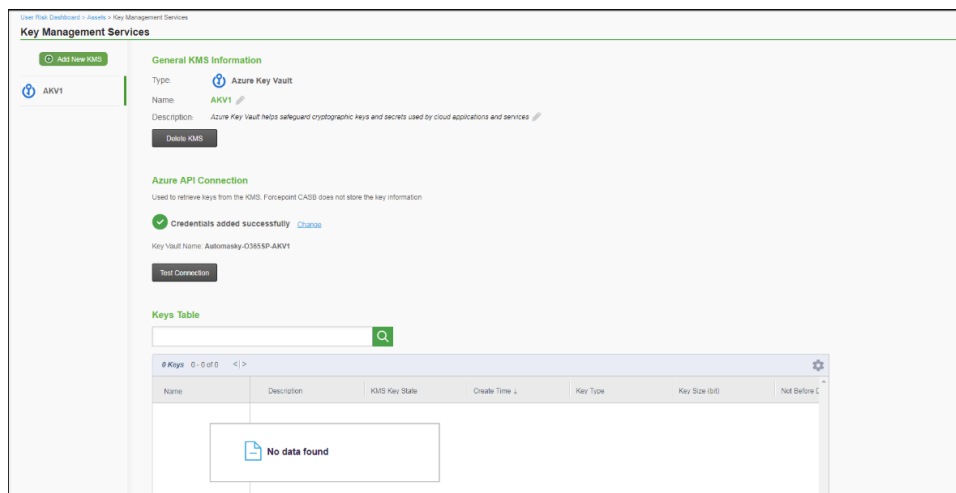 User Risk Dashboard > Assets > Key Management Services
Key Management Services
Add New KMS
AKV1
General KMS Information
Type: Azure Key Vault
Name: AKV1
Description: Azure Key Vault helps safeguard cryptographic keys and secrets used by cloud applications and services
Delete KMS
Azure API Connection
Used to retrieve keys from the KMS. Forcepoint CASB does not store the key information
Credentials added successfully Change
Key Vault Name: Automasky-O365SP-AKV1
Test Connection
Keys Table
0 Keys 0 - 0 of 0 < | >
Name Description KMS Key State Create Time ↓ Key Type Key Size (bit) Not Before D
No data found